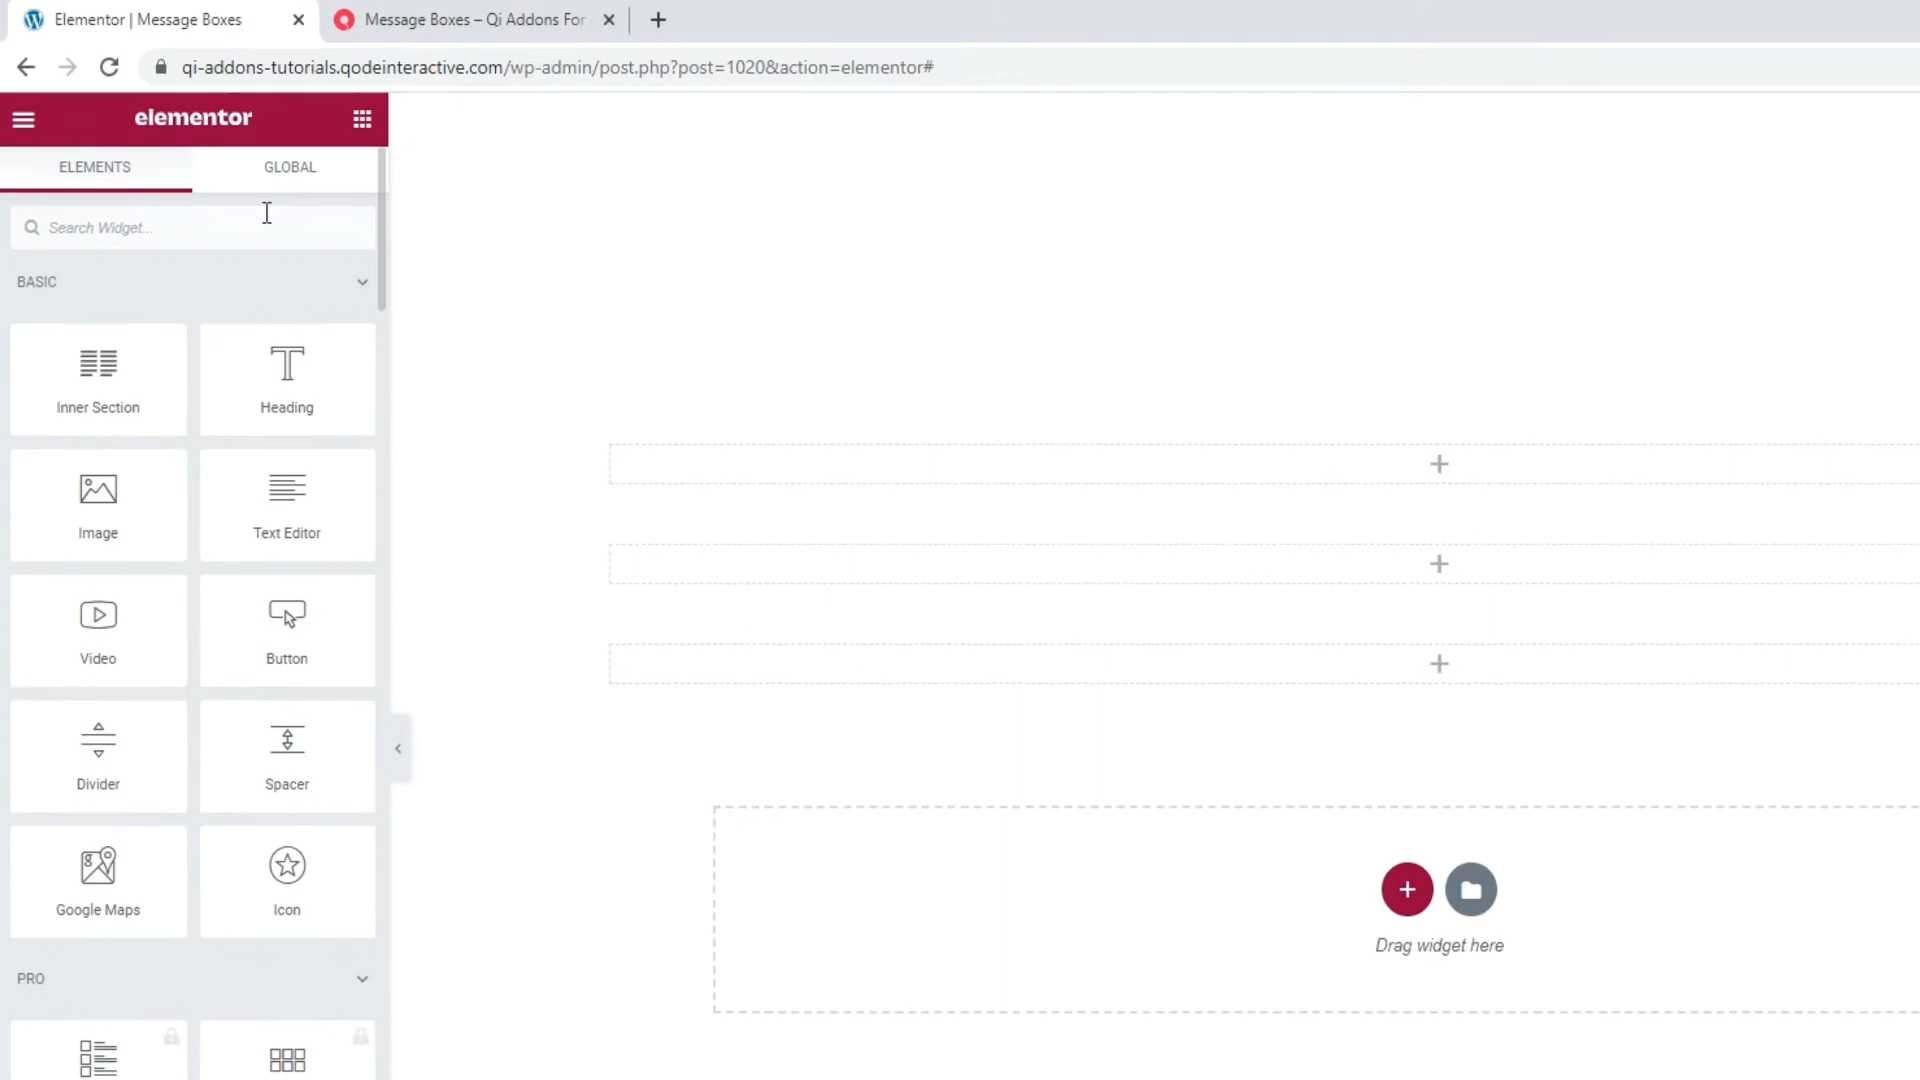 Elementor | Message Boxes
Message Boxes – Qi Addons For
qi-addons-tutorials.qodeinteractive.com/wp-admin/post.php?post=1020&action=elementor#
elementor
ELEMENTS
GLOBAL
Search Widget...
BASIC
Inner Section
Heading
Image
Text Editor
Video
Button
Divider
Spacer
Google Maps
Icon
Drag widget here
PRO